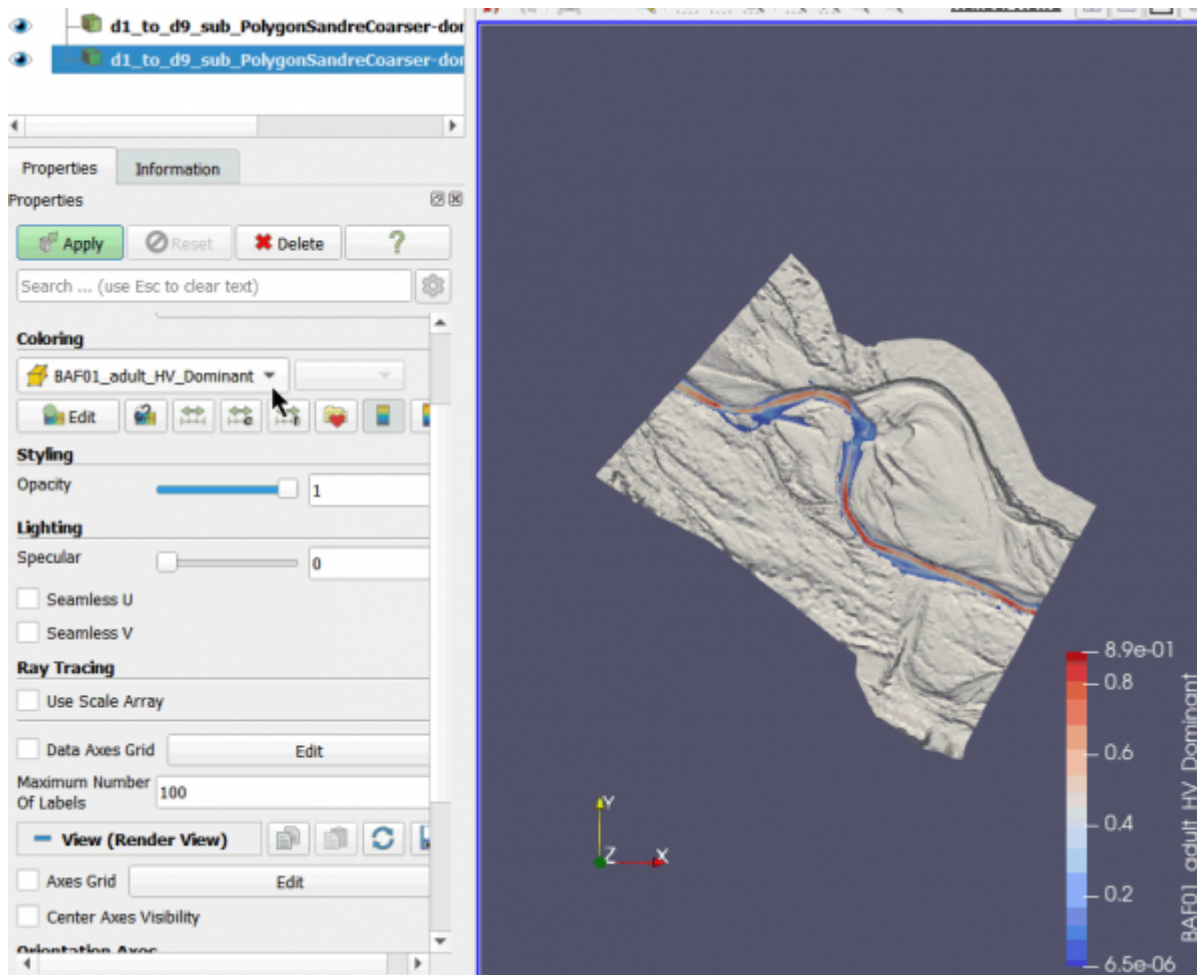 d1_to_d9_sub_PolygonSandreCoarser-dor
d1_to_d9_sub_PolygonSandreCoarser-dor
Properties
Information
Properties
Apply
Reset
Delete
?
Search ... (use Esc to clear text)
Coloring
BAF01_adult_HV_Dominant
Edit
Styling
Opacity
1
Lighting
Specular
0
Seamless U
Seamless V
Ray Tracing
Use Scale Array
Data Axes Grid
Edit
Maximum Number
Of Labels
100
View (Render View)
Axes Grid
Edit
Center Axes Visibility
Orientation Axes
Y
Z
X
8.9e-01
0.8
0.6
0.4
0.2
6.5e-06
BAF01_adult_HV_Dominant